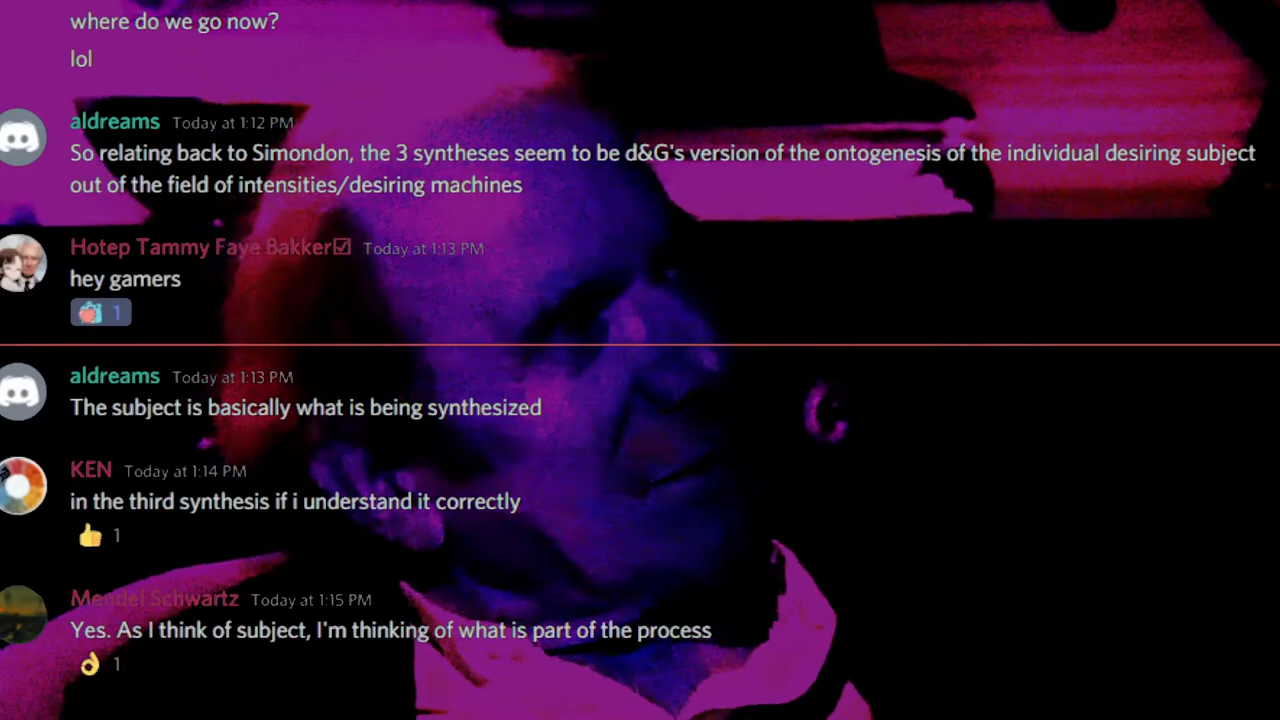 where do we go now?
lol
aldreams Today at 1:12 PM
So relating back to Simondon, the 3 syntheses seem to be d&G's version of the ontogenesis of the individual desiring subject
out of the field of intensities/desiring machines
Hotep Tammy Faye Bakker☑ Today at 1:13 PM
hey gamers
1
aldreams Today at 1:13 PM
The subject is basically what is being synthesized
KEN Today at 1:14 PM
in the third synthesis if i understand it correctly
1
Mendel Schwartz Today at 1:15 PM
Yes. As I think of subject, I'm thinking of what is part of the process
1